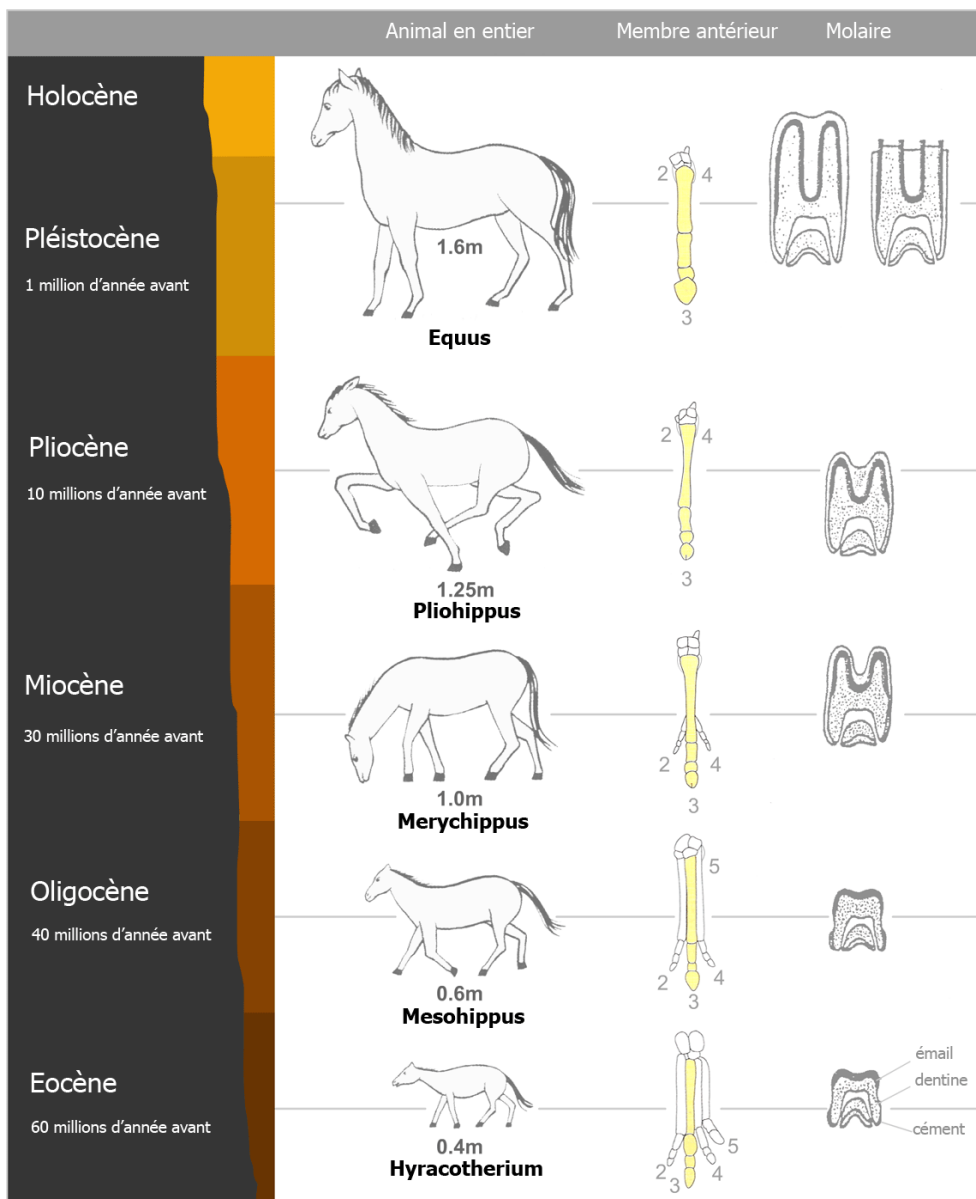 Animal en entier Membre antérieur Molaire
Holocène
2 4
Pléistocène
1.6m
1 million d'année avant
3
Equus
Pliocène
2 4
10 millions d'année avant
3
1.25m
Pliohippus
Miocène
30 millions d'année avant
2 4
1.0m
3
Merychippus
5
Oligocène
40 millions d'année avant
2 4
0.6m
3
Mesohippus
émail
Eocène
dentine
60 millions d'année avant
cément
5
0.4m
2 4
3
Hyracotherium